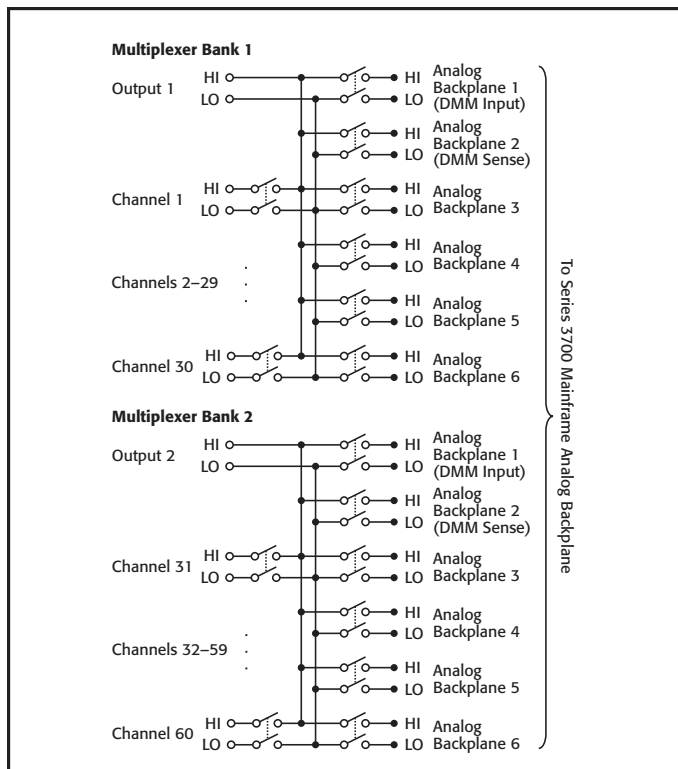 Multiplexer Bank 1
Output 1
HI
LO
HI
LO
Analog
Backplane 1
(DMM Input)
HI
LO
Analog
Backplane 2
(DMM Sense)
Channel 1
HI
LO
HI
LO
Analog
Backplane 3
HI
LO
Analog
Backplane 4
Channels 2–29
HI
LO
Analog
Backplane 5
Channel 30
HI
LO
HI
LO
Analog
Backplane 6
Multiplexer Bank 2
Output 2
HI
LO
HI
LO
Analog
Backplane 1
(DMM Input)
HI
LO
Analog
Backplane 2
(DMM Sense)
Channel 31
HI
LO
HI
LO
Analog
Backplane 3
HI
LO
Analog
Backplane 4
Channels 32–59
HI
LO
Analog
Backplane 5
Channel 60
HI
LO
HI
LO
Analog
Backplane 6
To Series 3700 Mainframe Analog Backplane